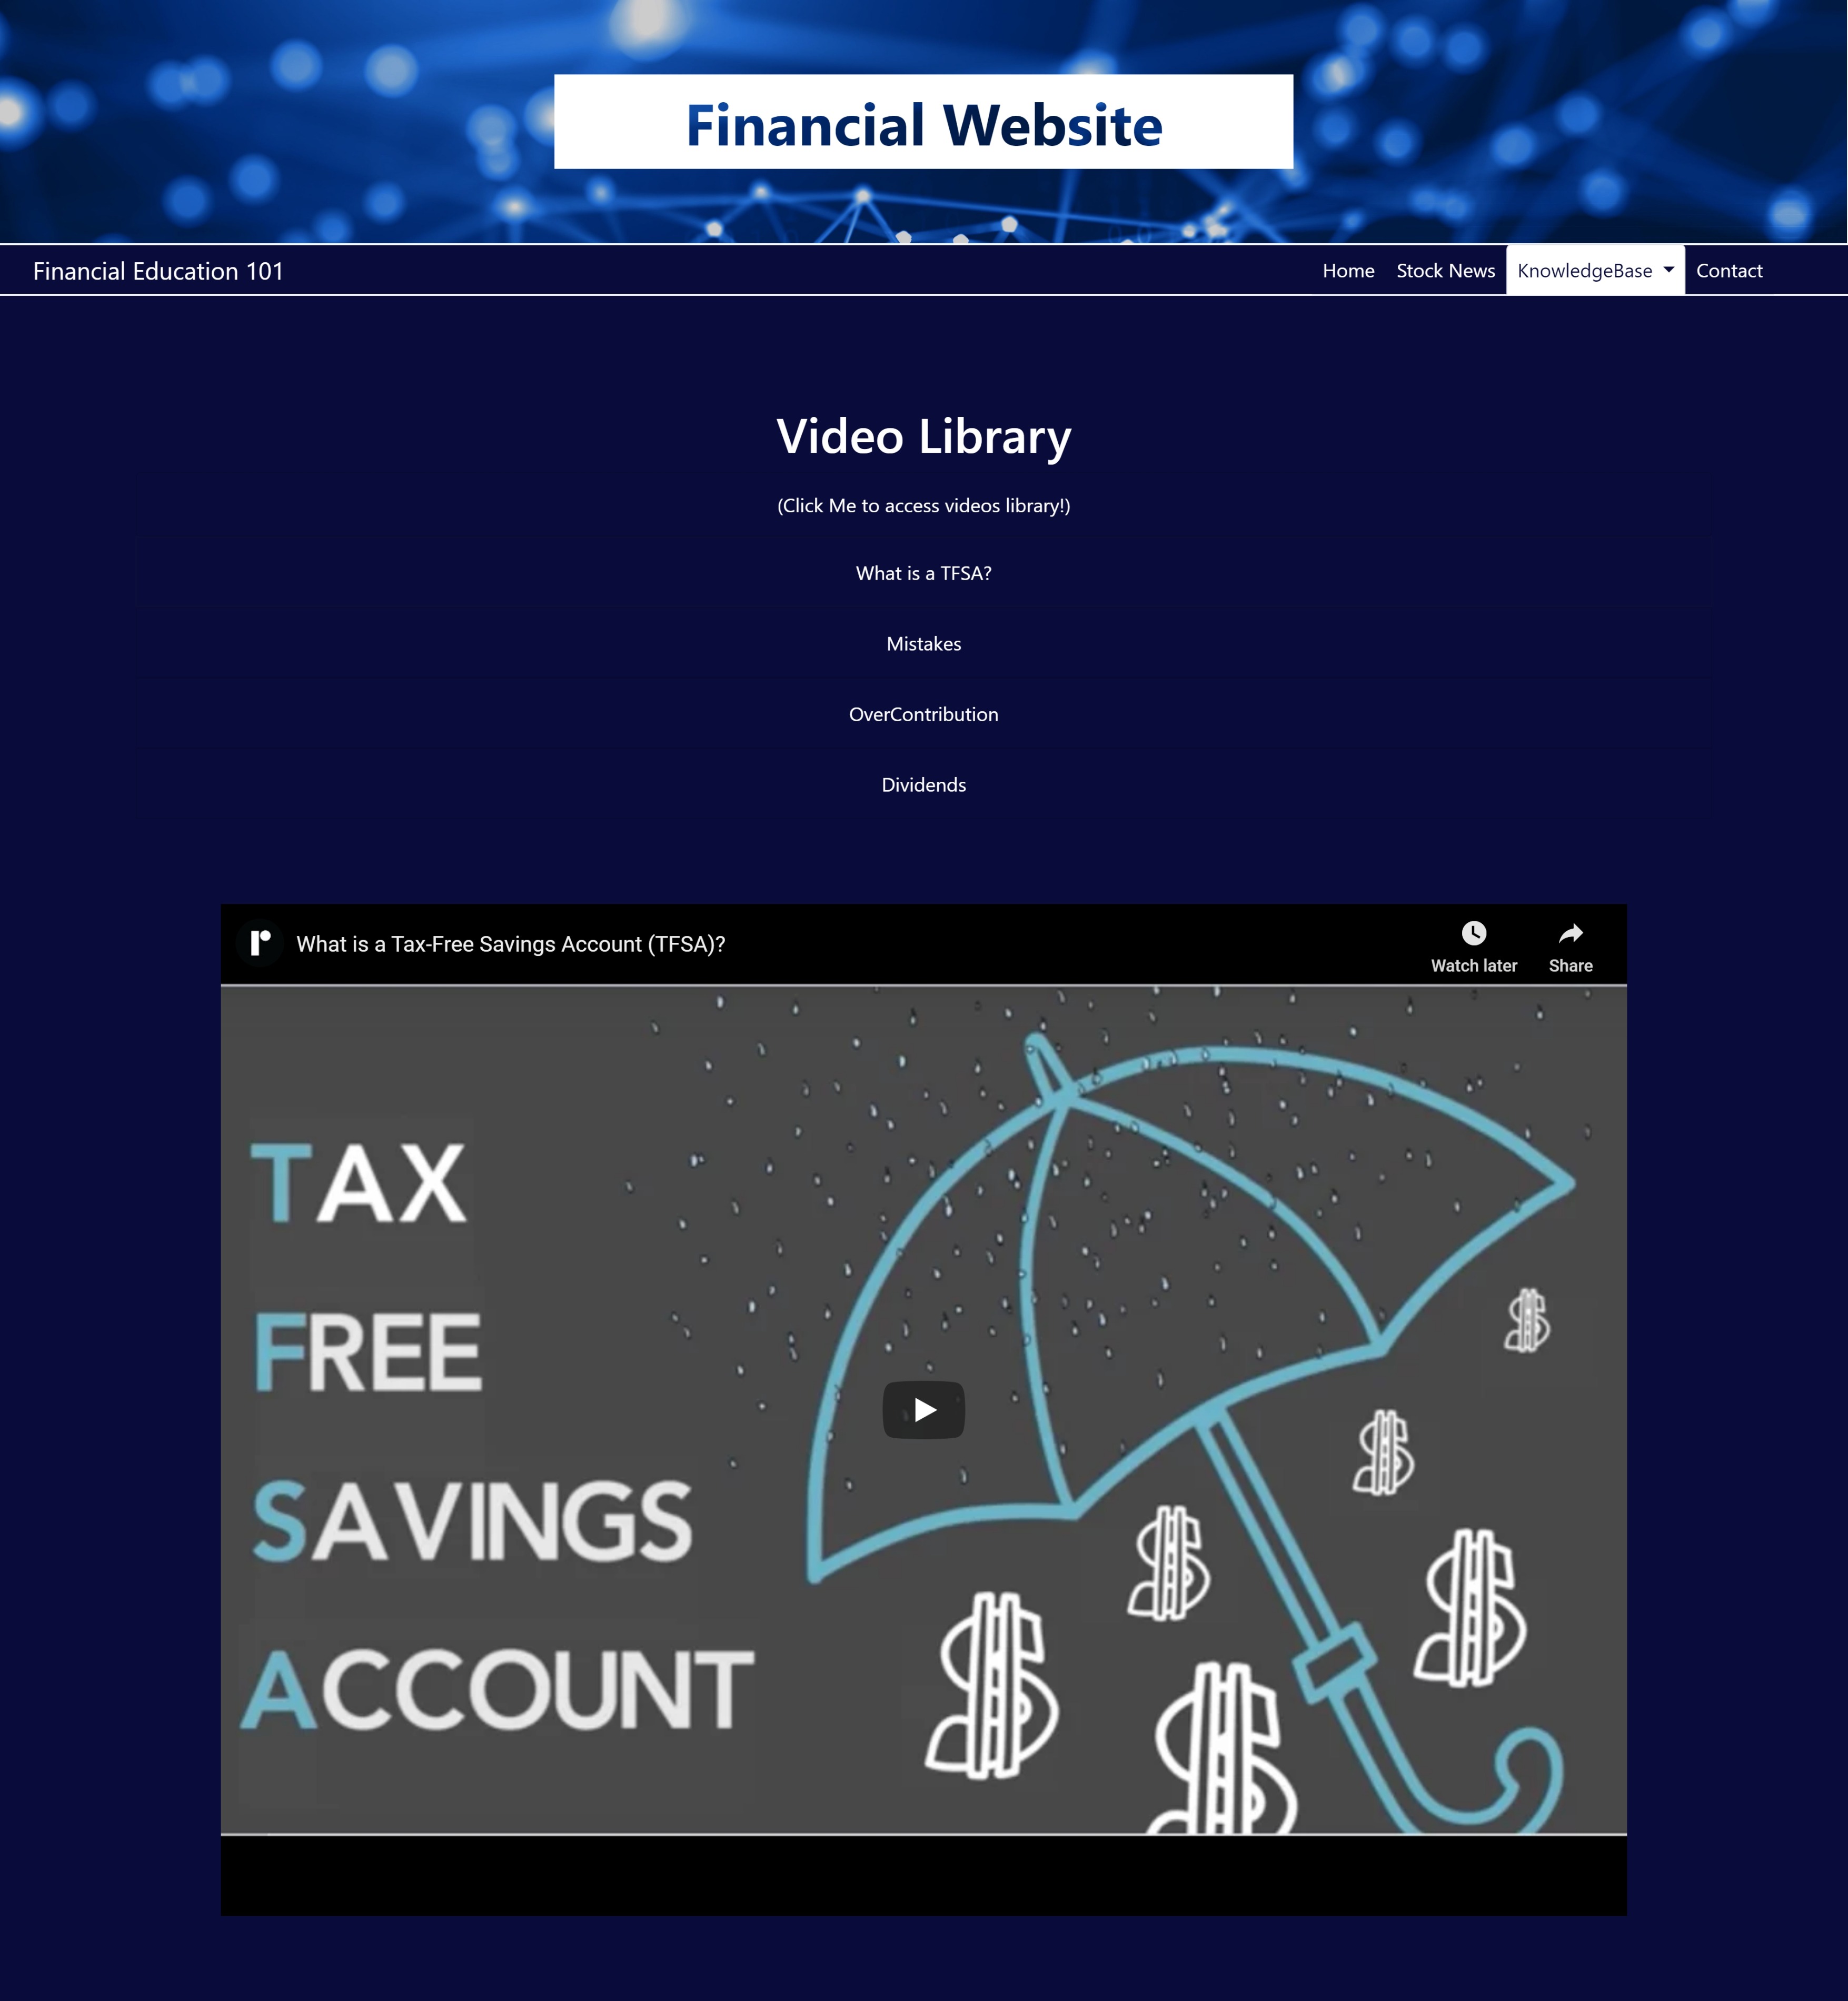 Financial Website
Financial Education 101
Home Stock News KnowledgeBase Contact
Video Library
(Click Me to access videos library!)
What is a TFSA?
Mistakes
OverContribution
Dividends
What is a Tax-Free Savings Account (TFSA)?
Watch later Share
TAX
FREE
SAVINGS
ACCOUNT